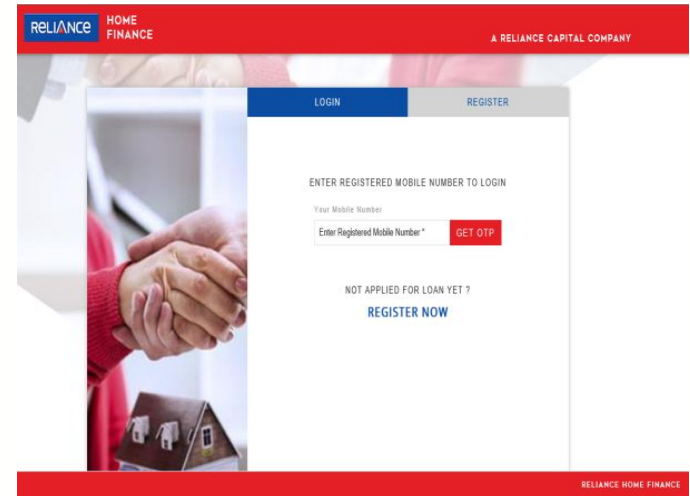 RELIANCE HOME
FINANCE
A RELIANCE CAPITAL COMPANY
LOGIN
REGISTER
ENTER REGISTERED MOBILE NUMBER TO LOGIN
Your Mobile Number
Enter Registered Mobile Number *
GET OTP
NOT APPLIED FOR LOAN YET ?
REGISTER NOW
RELIANCE HOME FINANCE